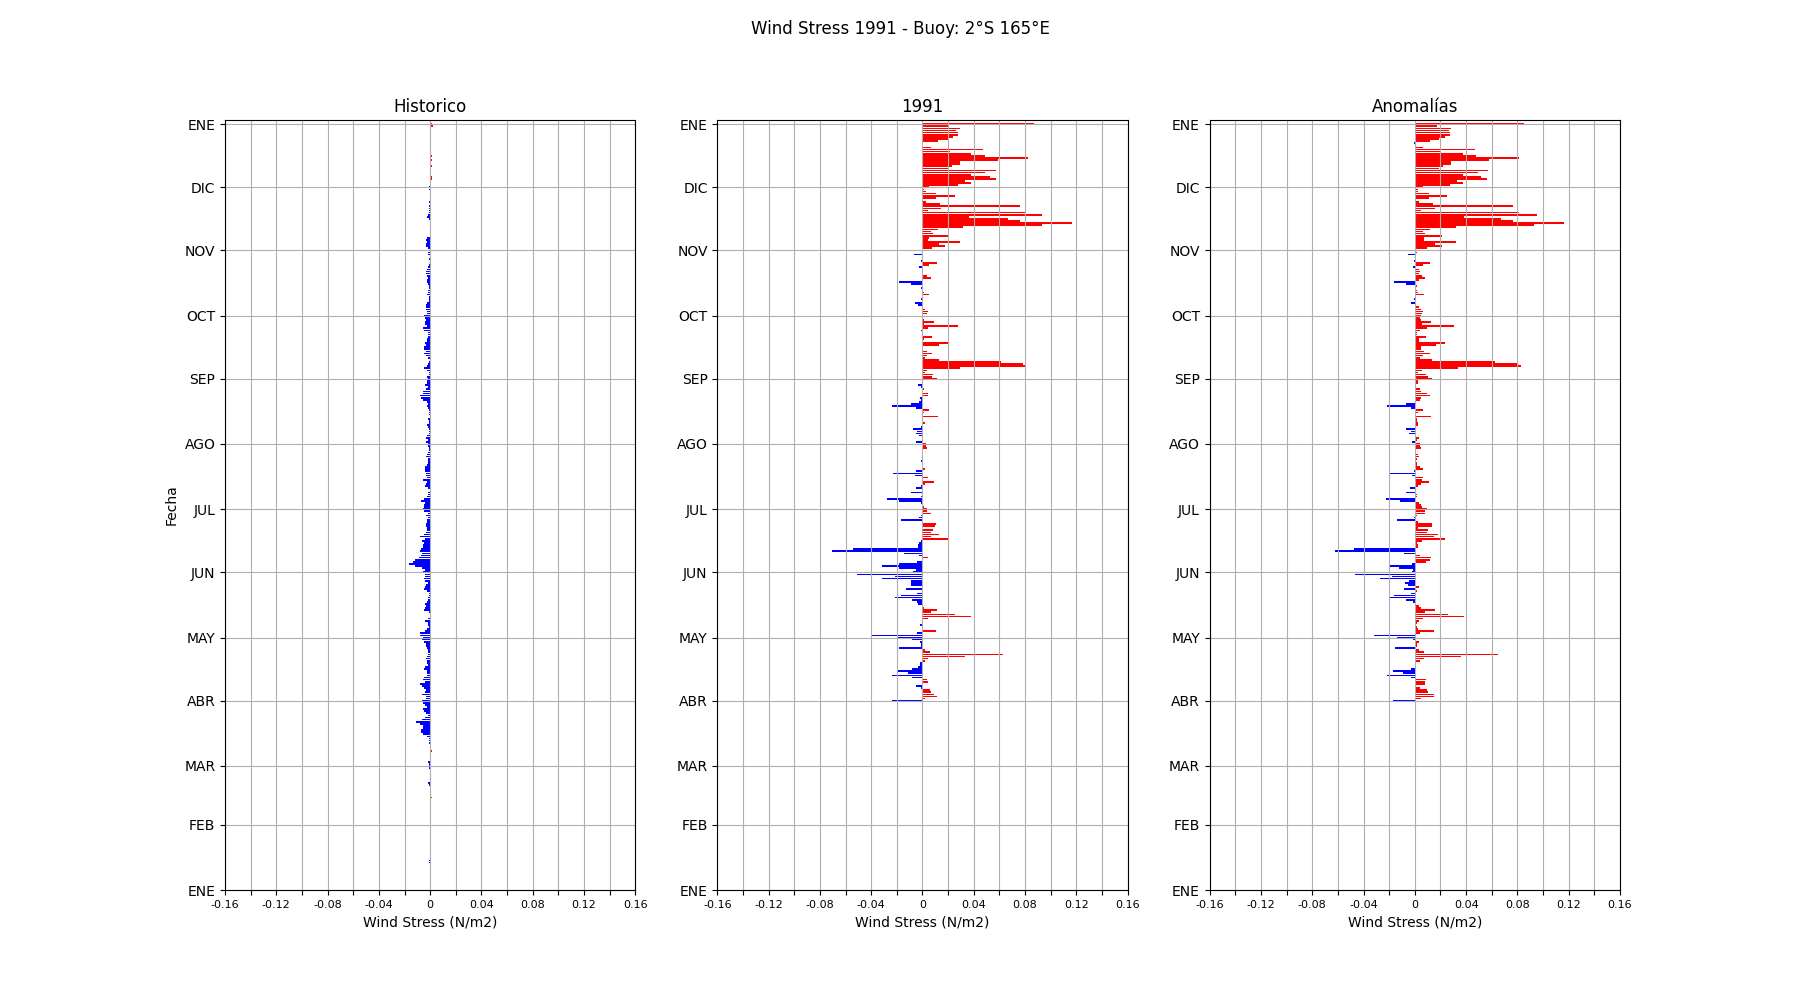 Wind Stress 1991 - Buoy: 2°S 165°E
Historico
ENE
DIC
NOV
OCT
SEP
AGO
JUL
JUN
MAY
ABR
MAR
FEB
ENE
Fecha
-0.16 -0.12 -0.08 -0.04 0 0.04 0.08 0.12 0.16
Wind Stress (N/m2)
1991
ENE
DIC
NOV
OCT
SEP
AGO
JUL
JUN
MAY
ABR
MAR
FEB
ENE
-0.16 -0.12 -0.08 -0.04 0 0.04 0.08 0.12 0.16
Wind Stress (N/m2)
Anomalías
ENE
DIC
NOV
OCT
SEP
AGO
JUL
JUN
MAY
ABR
MAR
FEB
ENE
-0.16 -0.12 -0.08 -0.04 0 0.04 0.08 0.12 0.16
Wind Stress (N/m2)